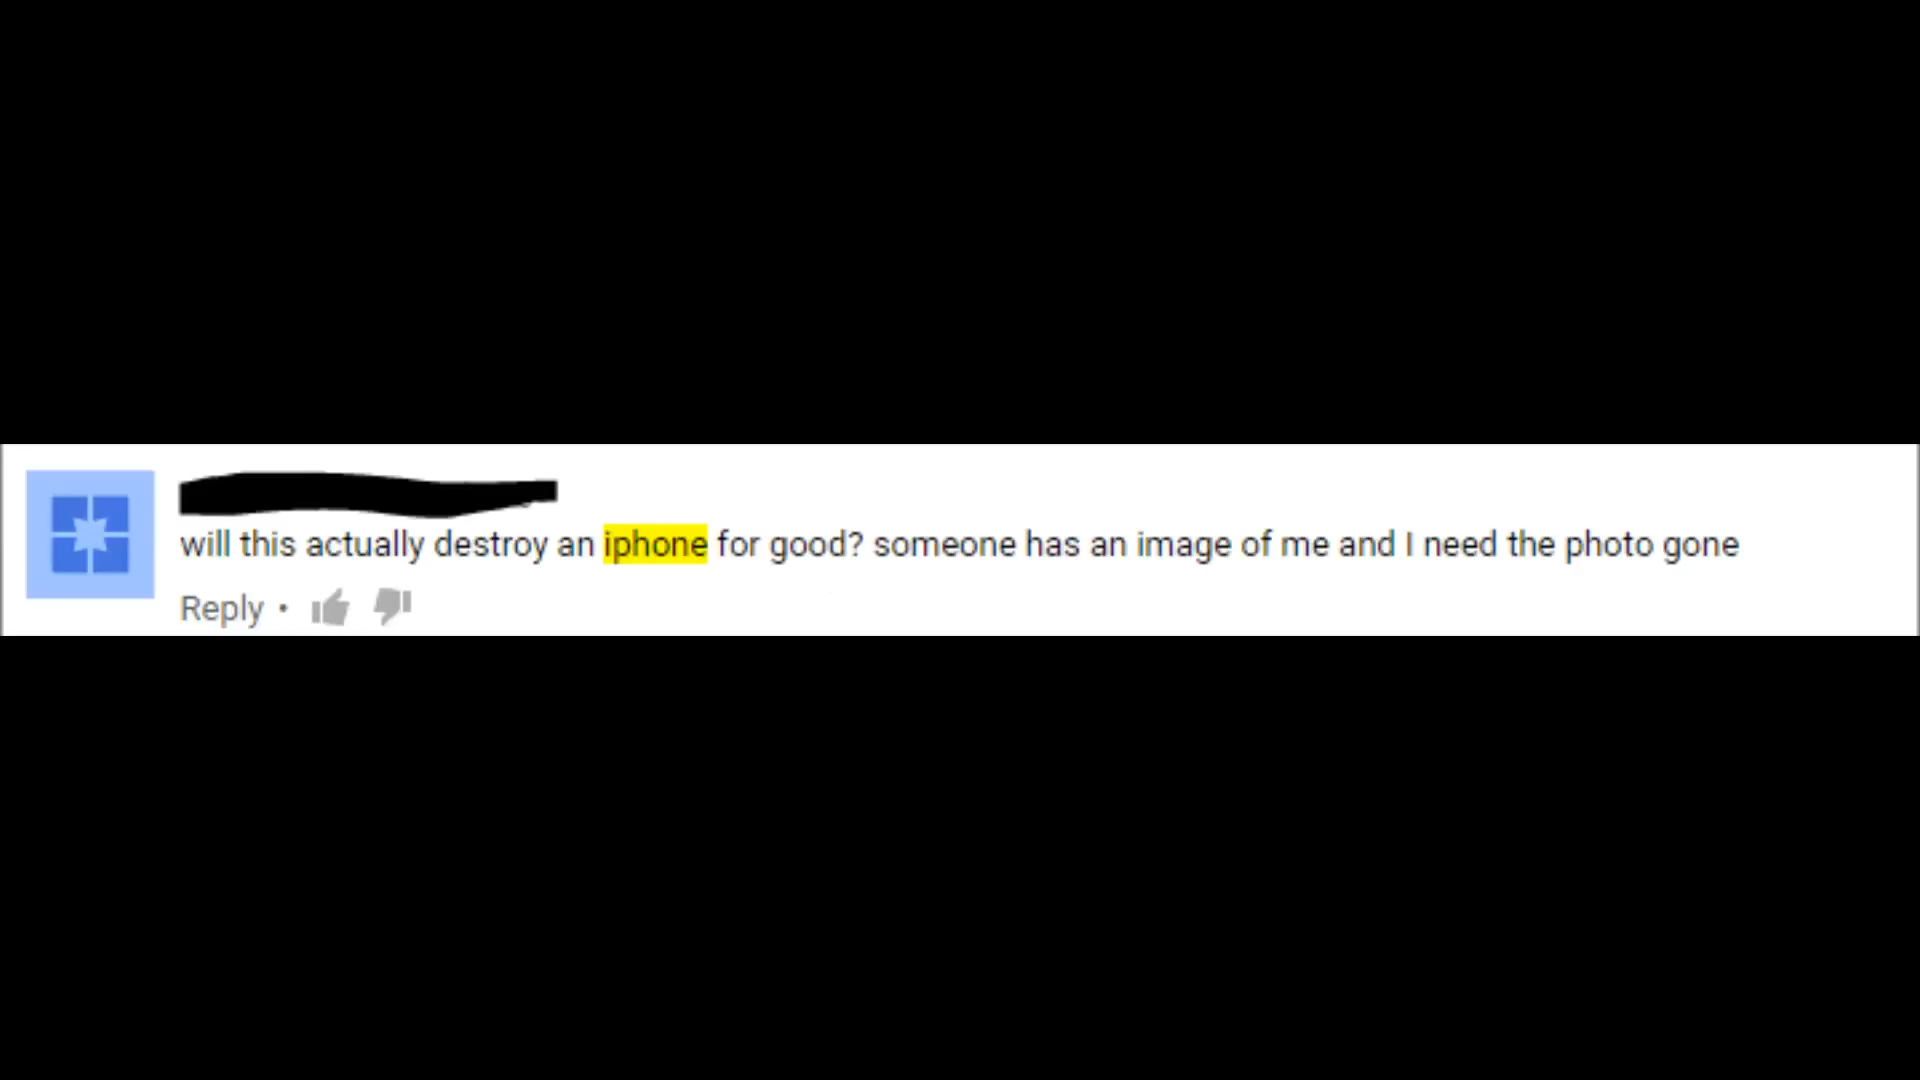 will this actually destroy an iphone for good? someone has an image of me and I need the photo gone
Reply •